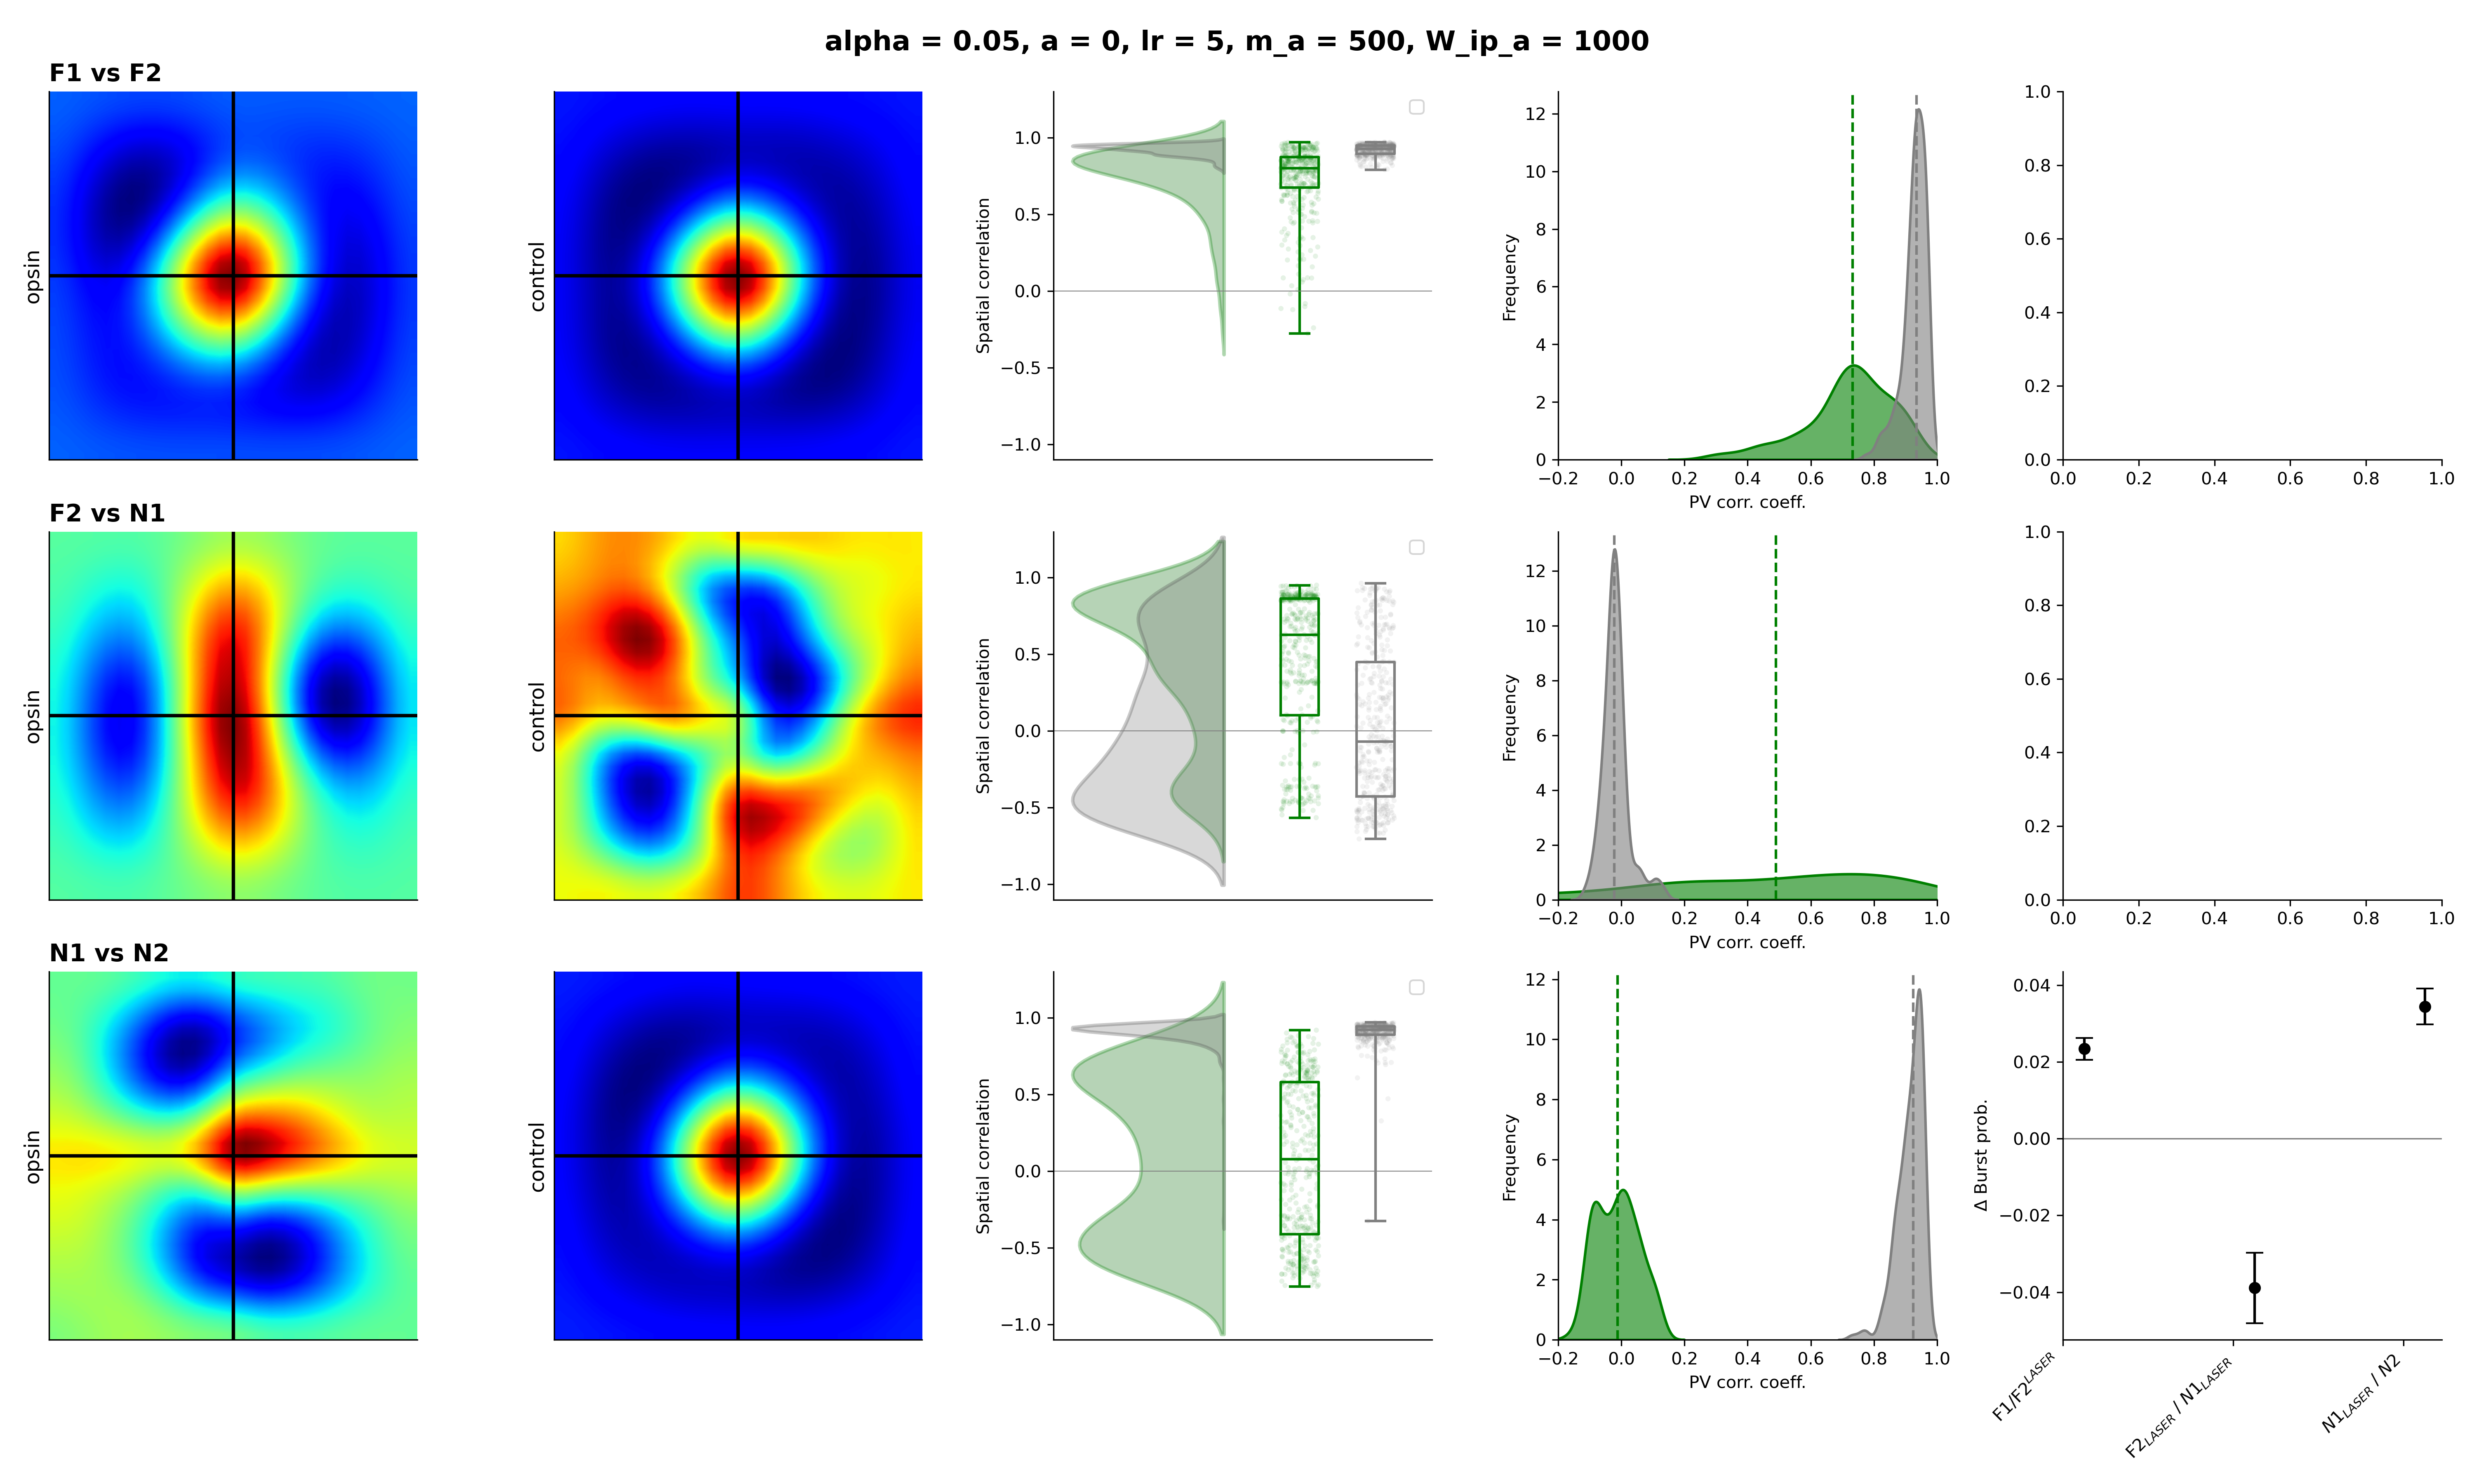 alpha = 0.05, a = 0, lr = 5, m_a = 500, W_ip_a = 1000
F1 vs F2
opsin
control
Spatial correlation
1.0
0.5
0.0
−0.5
−1.0
Frequency
12
10
8
6
4
2
0
−0.2 0.0 0.2 0.4 0.6 0.8 1.0
PV corr. coeff.
1.0
0.8
0.6
0.4
0.2
0.0
0.0 0.2 0.4 0.6 0.8 1.0
F2 vs N1
opsin
control
Spatial correlation
1.0
0.5
0.0
−0.5
−1.0
Frequency
12
10
8
6
4
2
0
−0.2 0.0 0.2 0.4 0.6 0.8 1.0
PV corr. coeff.
1.0
0.8
0.6
0.4
0.2
0.0
0.0 0.2 0.4 0.6 0.8 1.0
N1 vs N2
opsin
control
Spatial correlation
1.0
0.5
0.0
−0.5
−1.0
Frequency
12
10
8
6
4
2
0
−0.2 0.0 0.2 0.4 0.6 0.8 1.0
PV corr. coeff.
Δ Burst prob.
0.04
0.02
0.00
−0.02
−0.04
F1/F2^LASER
F2_LASER / N1_LASER
N1_LASER / N2